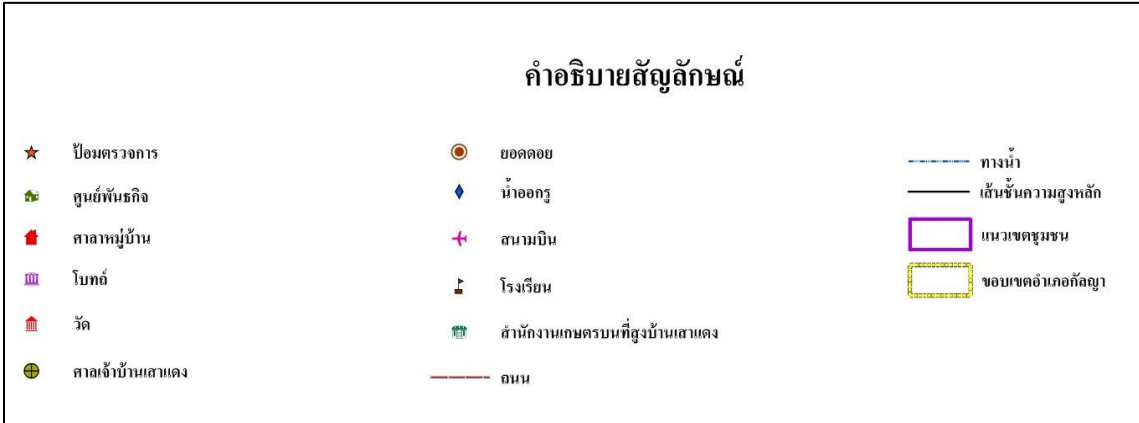 คำอธิบายสัญลักษณ์
ป้อมตรวจการ
ศูนย์พันธกิจ
ศาลาหมู่บ้าน
โบทถ์
วัด
ศาลเจ้าบ้านเสาแดง
ยอดดอย
น้ำออกรู
สนามบิน
โรงเรียน
สำนักงานเกษตรบนที่สูงบ้านเสาแดง
ถนน
ทางน้ำ
เส้นชั้นความสูงหลัก
แนวเขตชุมชน
ขอบเขตอำเภอกัลญา